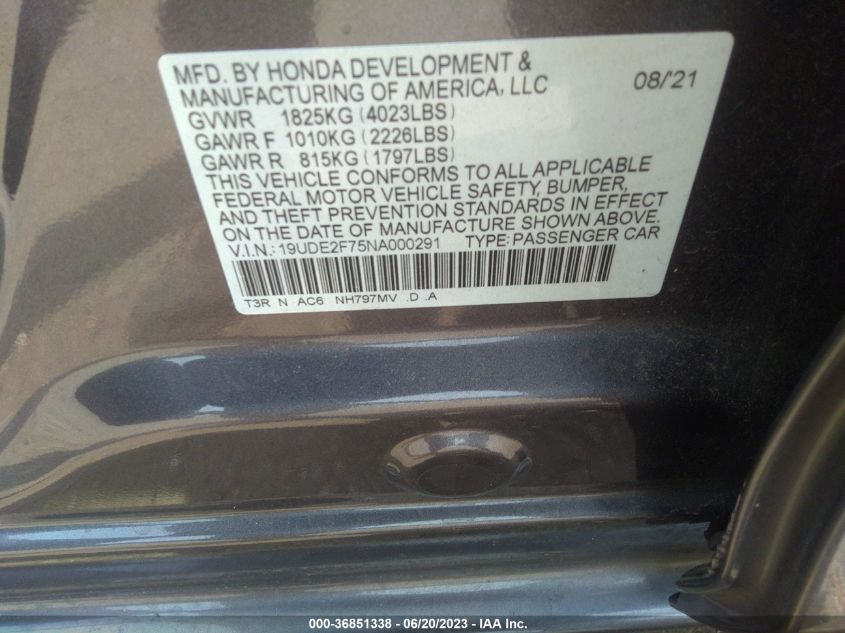 MFD. BY HONDA DEVELOPMENT &
MANUFACTURING OF AMERICA, LLC 08/'21
GVWR 1825KG (4023LBS)
GAWR F 1010KG (2226LBS)
GAWR R 815KG (1797LBS)
THIS VEHICLE CONFORMS TO ALL APPLICABLE
FEDERAL MOTOR VEHICLE SAFETY, BUMPER,
AND THEFT PREVENTION STANDARDS IN EFFECT
ON THE DATE OF MANUFACTURE SHOWN ABOVE.
V.I.N.: 19UDE2F75NA000291 TYPE: PASSENGER CAR
T3R N AC6 NH797MV .D .A
000-36851338 - 06/20/2023 - IAA Inc.